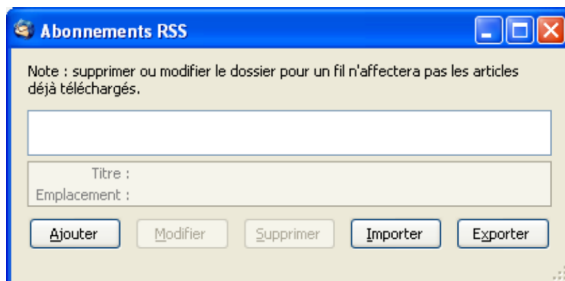 Abonnements RSS
Note : supprimer ou modifier le dossier pour un fil n'affectera pas les articles
déjà téléchargés.
Titre :
Emplacement :
Ajouter Modifier Supprimer Importer Exporter